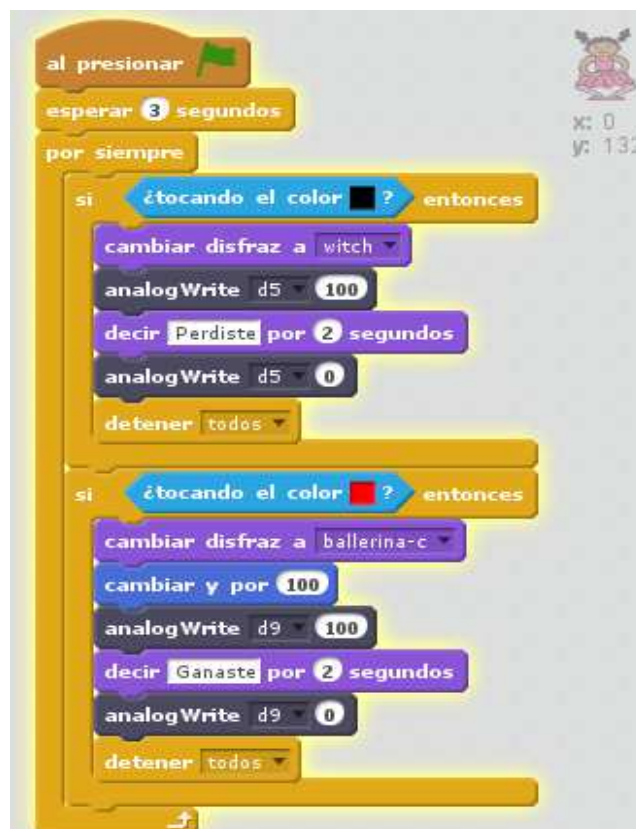 al presionar
esperar 3 segundos
por siempre
si ¿tocando el color ? entonces
cambiar disfraz a witch
analogWrite d5 100
decir Perdiste por 2 segundos
analogWrite d5 0
detener todos
si ¿tocando el color ? entonces
cambiar disfraz a ballerina-c
cambiar y por 100
analogWrite d9 100
decir Ganaste por 2 segundos
analogWrite d9 0
detener todos
x: 0
y: 132